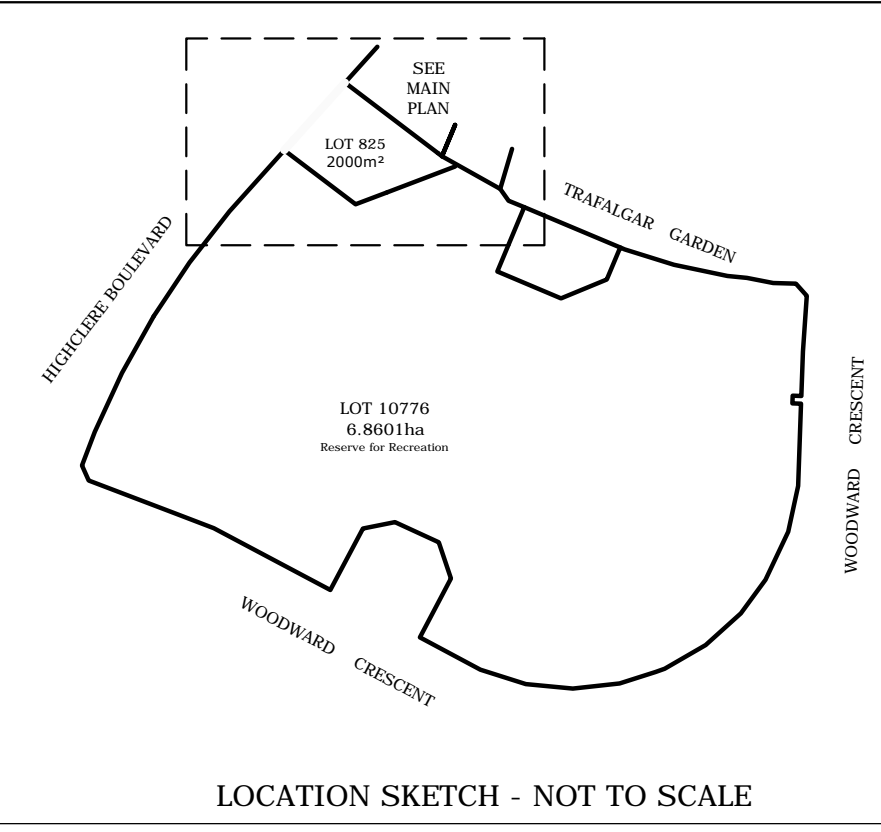 SEE
MAIN
PLAN
LOT 825
2000m²
TRAFALGAR GARDEN
HIGHCLERE BOULEVARD
LOT 10776
6.8601ha
Reserve for Recreation
WOODWARD CRESCENT
WOODWARD CRESCENT
LOCATION SKETCH - NOT TO SCALE